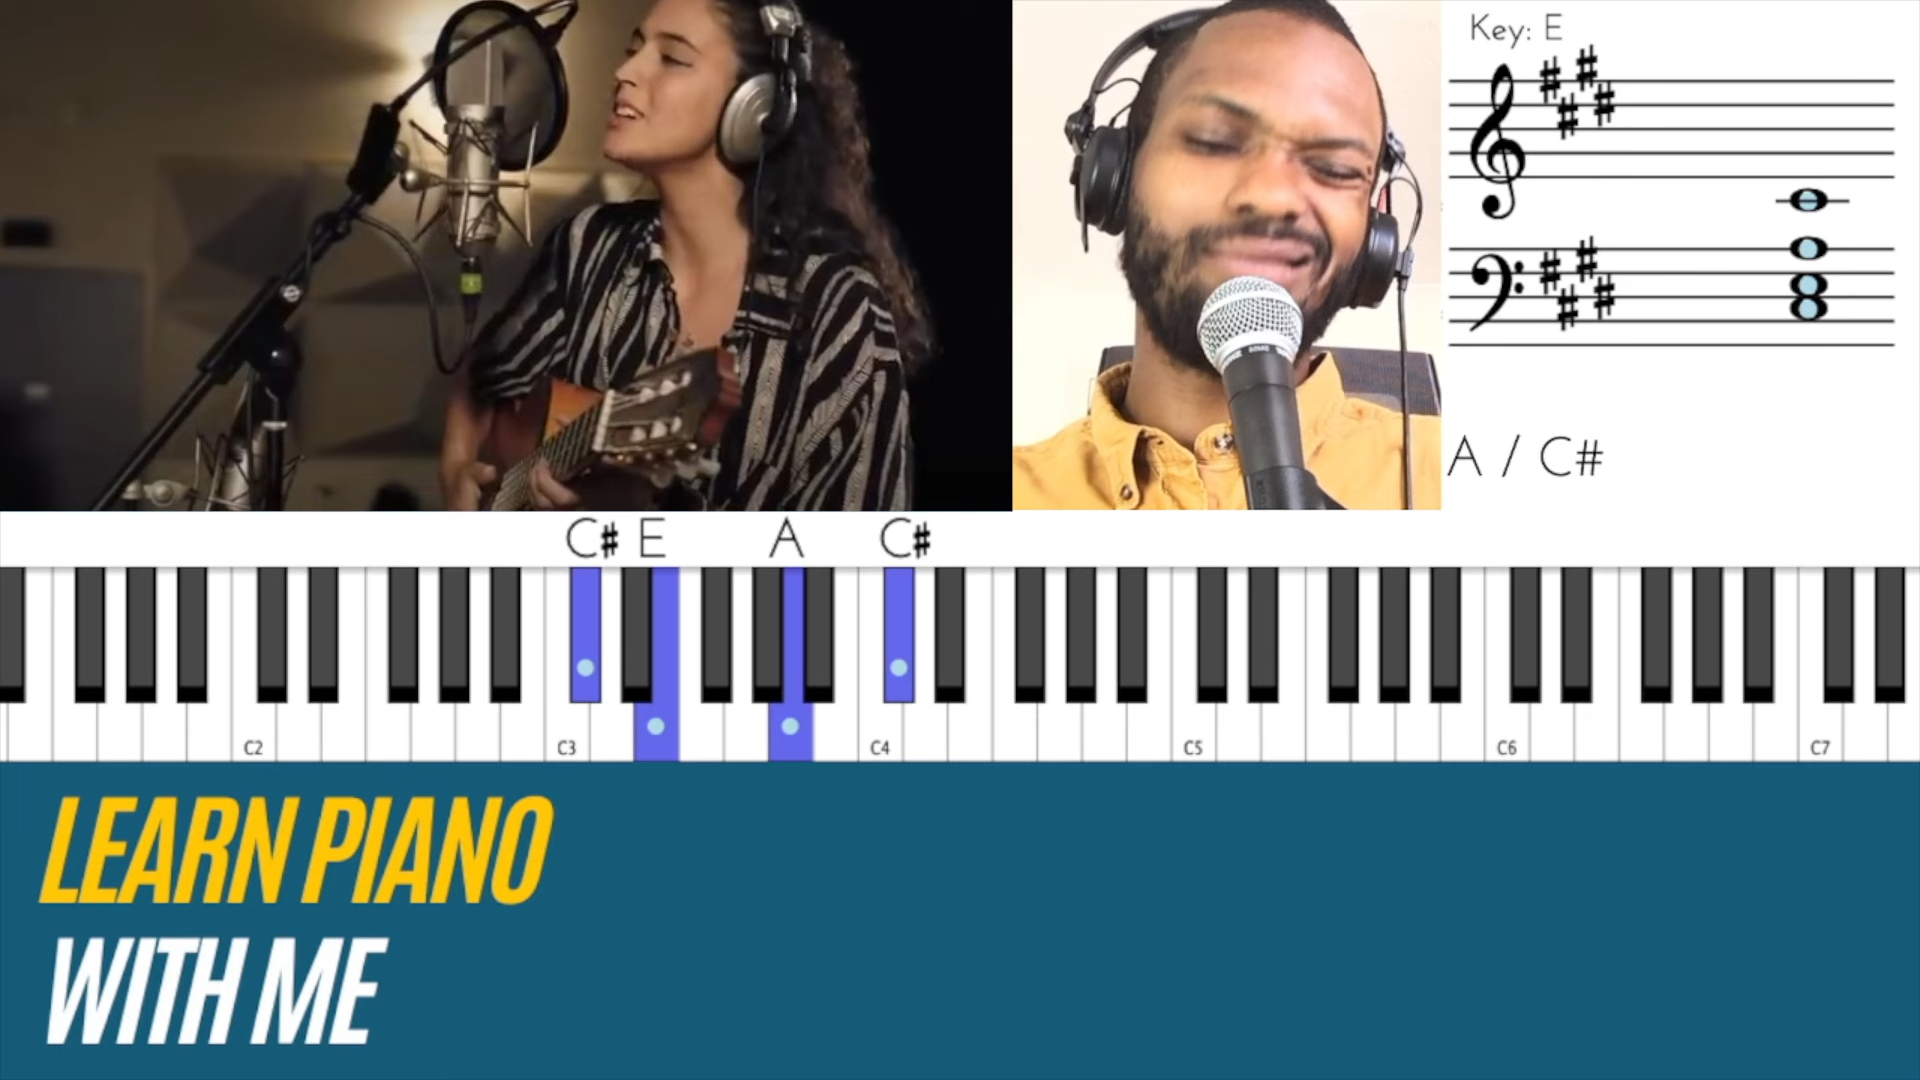 Key: E
A / C#
C# E A C#
C2 C3 C4 C5 C6 C7
LEARN PIANO
WITH ME